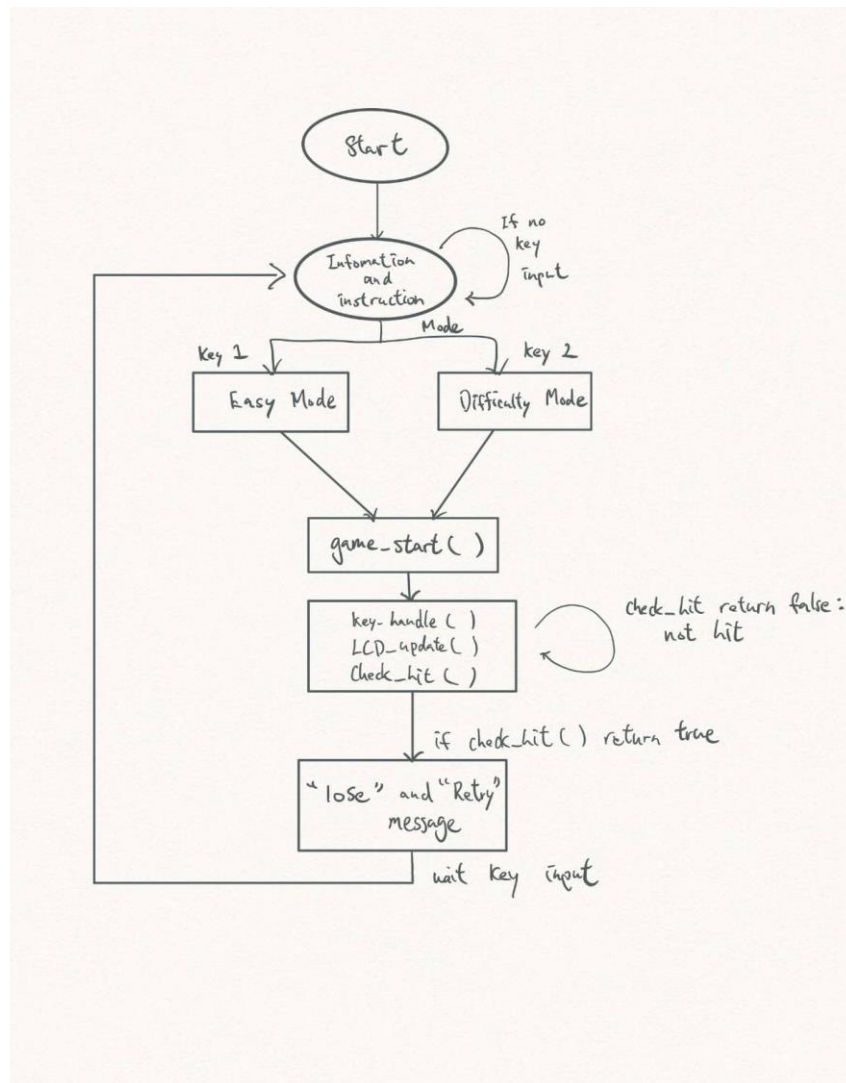 Start
If no
key
input
Infomation
and
instruction
Mode
Key 1
key 2
Easy Mode
Difficulty Mode
game_start( )
key_handle( )
LCD_update( )
Check_hit( )
check_hit return false:
not hit
if check_hit( ) return true
"lose" and "Retry"
message
wait key input